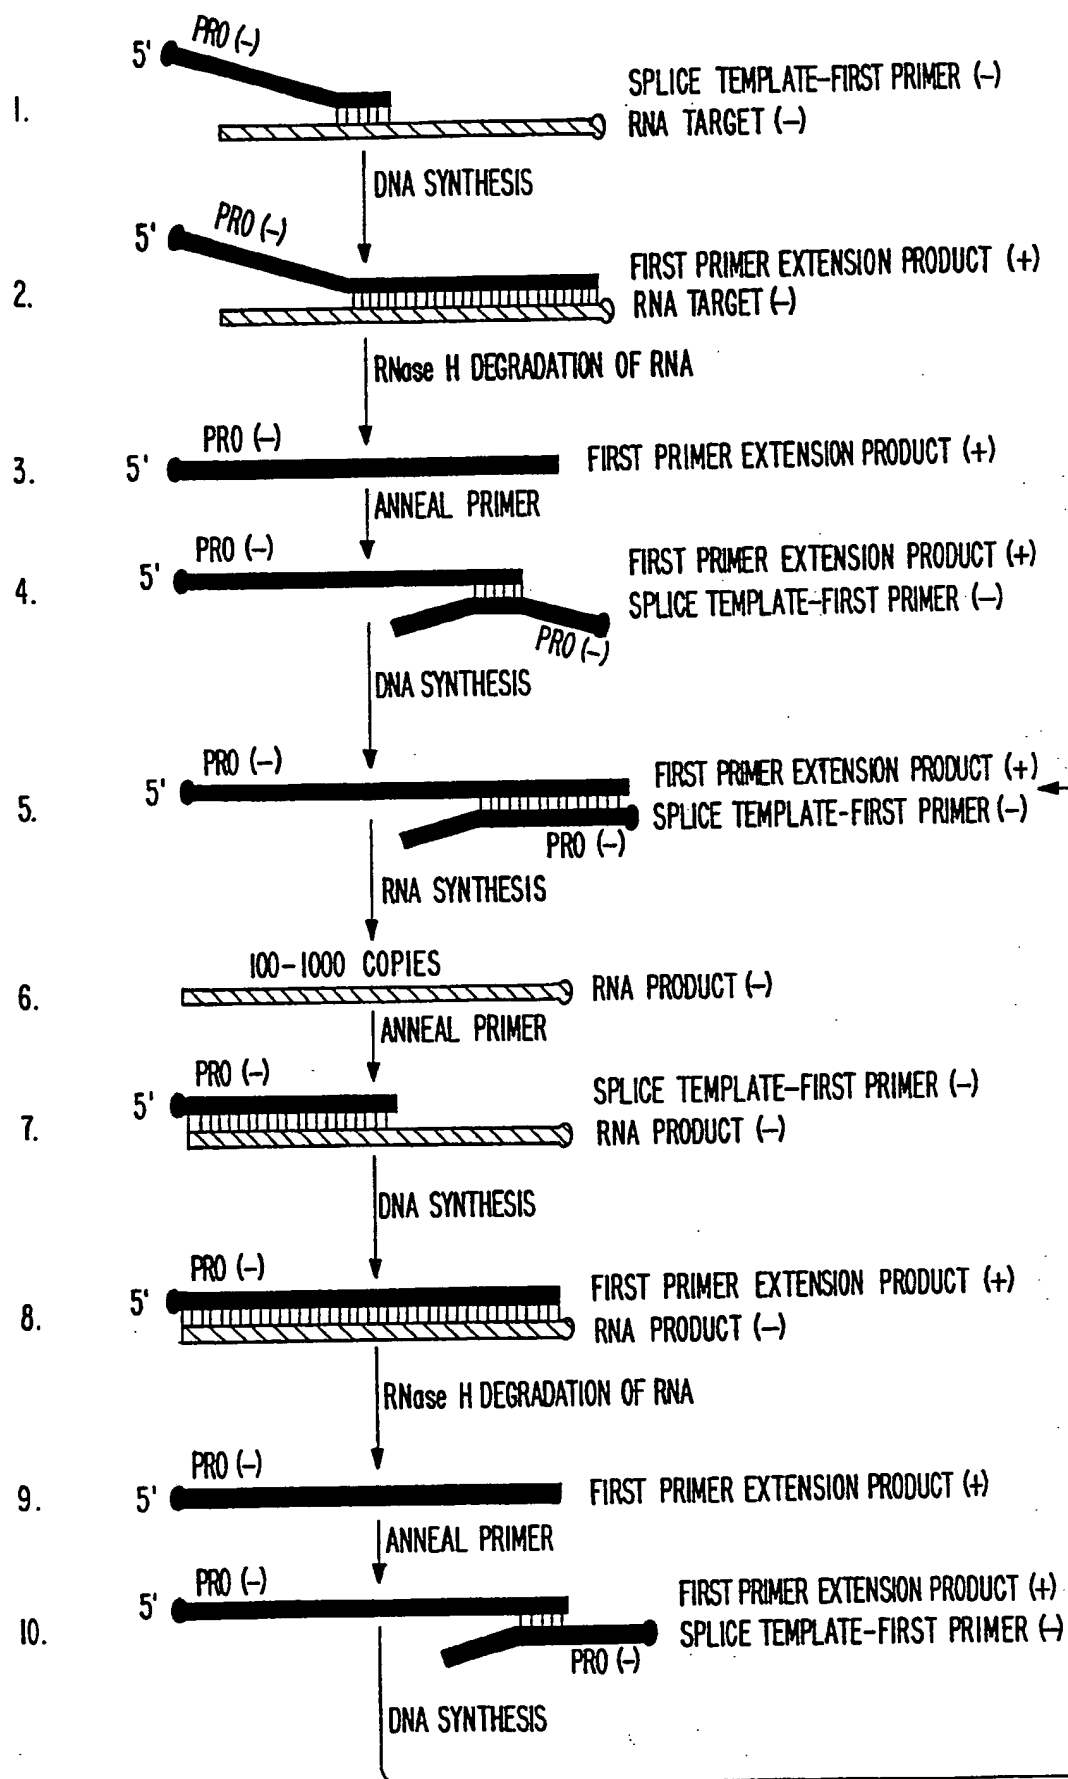 PRO (-)
5'
1.
SPLICE TEMPLATE-FIRST PRIMER (-)
RNA TARGET (-)
DNA SYNTHESIS
PRO (-)
5'
2.
FIRST PRIMER EXTENSION PRODUCT (+)
RNA TARGET (-)
RNase H DEGRADATION OF RNA
PRO (-)
3.
5'
FIRST PRIMER EXTENSION PRODUCT (+)
ANNEAL PRIMER
PRO (-)
4.
5'
FIRST PRIMER EXTENSION PRODUCT (+)
SPLICE TEMPLATE-FIRST PRIMER (-)
PRO (-)
DNA SYNTHESIS
PRO (-)
5.
5'
FIRST PRIMER EXTENSION PRODUCT (+)
SPLICE TEMPLATE-FIRST PRIMER (-)
PRO (-)
RNA SYNTHESIS
100-1000 COPIES
6.
RNA PRODUCT (-)
ANNEAL PRIMER
PRO (-)
7.
5'
SPLICE TEMPLATE-FIRST PRIMER (-)
RNA PRODUCT (-)
DNA SYNTHESIS
PRO (-)
8.
5'
FIRST PRIMER EXTENSION PRODUCT (+)
RNA PRODUCT (-)
RNase H DEGRADATION OF RNA
PRO (-)
9.
5'
FIRST PRIMER EXTENSION PRODUCT (+)
ANNEAL PRIMER
PRO (-)
10.
5'
FIRST PRIMER EXTENSION PRODUCT (+)
SPLICE TEMPLATE-FIRST PRIMER (-)
PRO (-)
DNA SYNTHESIS